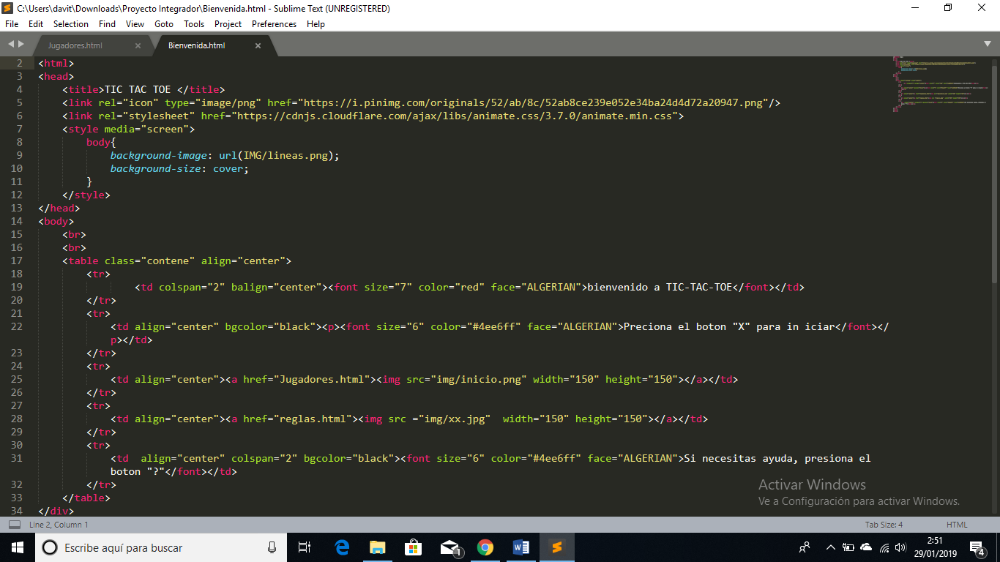 C:\Users\davit\Downloads\Proyecto Integrador\Bienvenida.html - Sublime Text (UNREGISTERED)
File Edit Selection Find View Goto Tools Project Preferences Help
Jugadores.html Bienvenida.html
2 <html>
3 <head>
4 <title>TIC TAC TOE </title>
5 <link rel="icon" type="image/png" href="https://i.pinimg.com/originals/52/ab/8c/52ab8ce239e052e34ba24d4d72a20947.png"/>
6 <link rel="stylesheet" href="https://cdnjs.cloudflare.com/ajax/libs/animate.css/3.7.0/animate.min.css">
7 <style media="screen">
8 body{
9 background-image: url(IMG/lineas.png);
10 background-size: cover;
11 }
12 </style>
13 </head>
14 <body>
15 <br>
16 <br>
17 <table class="contene" align="center">
18 <tr>
19 <td colspan="2" balign="center"><font size="7" color="red" face="ALGERIAN">bienvenido a TIC-TAC-TOE</font></td>
20 </tr>
21 <tr>
22 <td align="center" bgcolor="black"><p><font size="6" color="#4ee6ff" face="ALGERIAN">Preciona el boton "X" para in iciar</font></
p></td>
23 </tr>
24 <tr>
25 <td align="center"><a href="Jugadores.html"><img src="img/inicio.png" width="150" height="150"></a></td>
26 </tr>
27 <tr>
28 <td align="center"><a href="reglas.html"><img src ="img/xx.jpg"  width="150" height="150"></a></td>
29 </tr>
30 <tr>
31 <td  align="center" colspan="2" bgcolor="black"><font size="6" color="#4ee6ff" face="ALGERIAN">Si necesitas ayuda, presiona el
boton "?"</font></td>
32 </tr>
33 </table>
34 </div>
Activar Windows
Ve a Configuración para activar Windows.
Line 2, Column 1 Tab Size: 4 HTML
Escribe aquí para buscar 1 2:51
29/01/2019 4